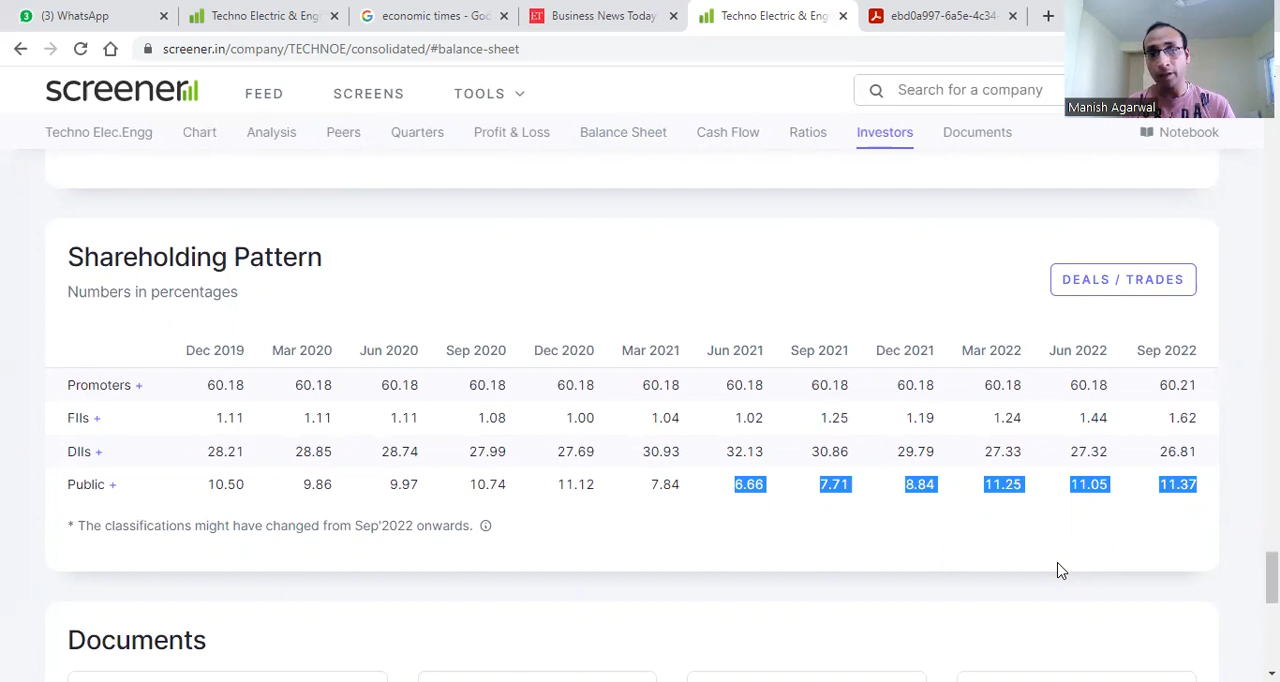 3 (3) WhatsApp Techno Electric & Eng Techno economic times - God ET Business News Today Techno Electric & Eng ebd0a997-6a5e-4c34-
screener.in/company/TECHNOE/consolidated/#balance-sheet
screener FEED SCREENS TOOLS Search for a company
Manish Agarwal
Techno Elec.Engg Chart Analysis Peers Quarters Profit & Loss Balance Sheet Cash Flow Ratios Investors Documents Notebook
Shareholding Pattern
DEALS / TRADES
Numbers in percentages
Dec 2019 Mar 2020 Jun 2020 Sep 2020 Dec 2020 Mar 2021 Jun 2021 Sep 2021 Dec 2021 Mar 2022 Jun 2022 Sep 2022
Promoters + 60.18 60.18 60.18 60.18 60.18 60.18 60.18 60.18 60.18 60.18 60.18 60.21
FIIs + 1.11 1.11 1.11 1.08 1.00 1.04 1.02 1.25 1.19 1.24 1.44 1.62
DIIs + 28.21 28.85 28.74 27.99 27.69 30.93 32.13 30.86 29.79 27.33 27.32 26.81
Public + 10.50 9.86 9.97 10.74 11.12 7.84 6.66 7.71 8.84 11.25 11.05 11.37
* The classifications might have changed from Sep'2022 onwards.
Documents